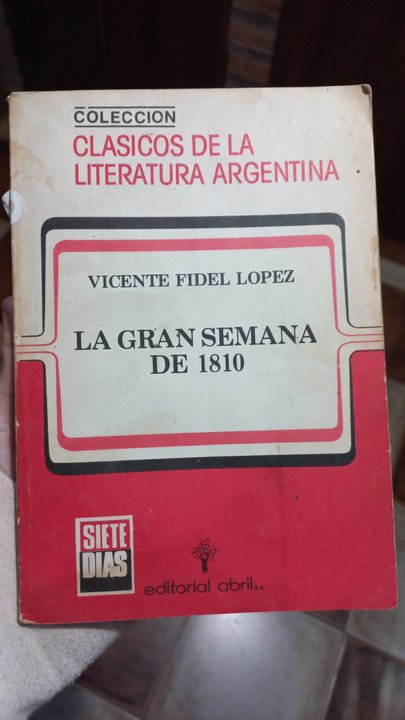 COLECCION
CLASICOS DE LA
LITERATURA ARGENTINA
VICENTE FIDEL LOPEZ
LA GRAN SEMANA
DE 1810
SIETE
DIAS
editorial abril S.A.